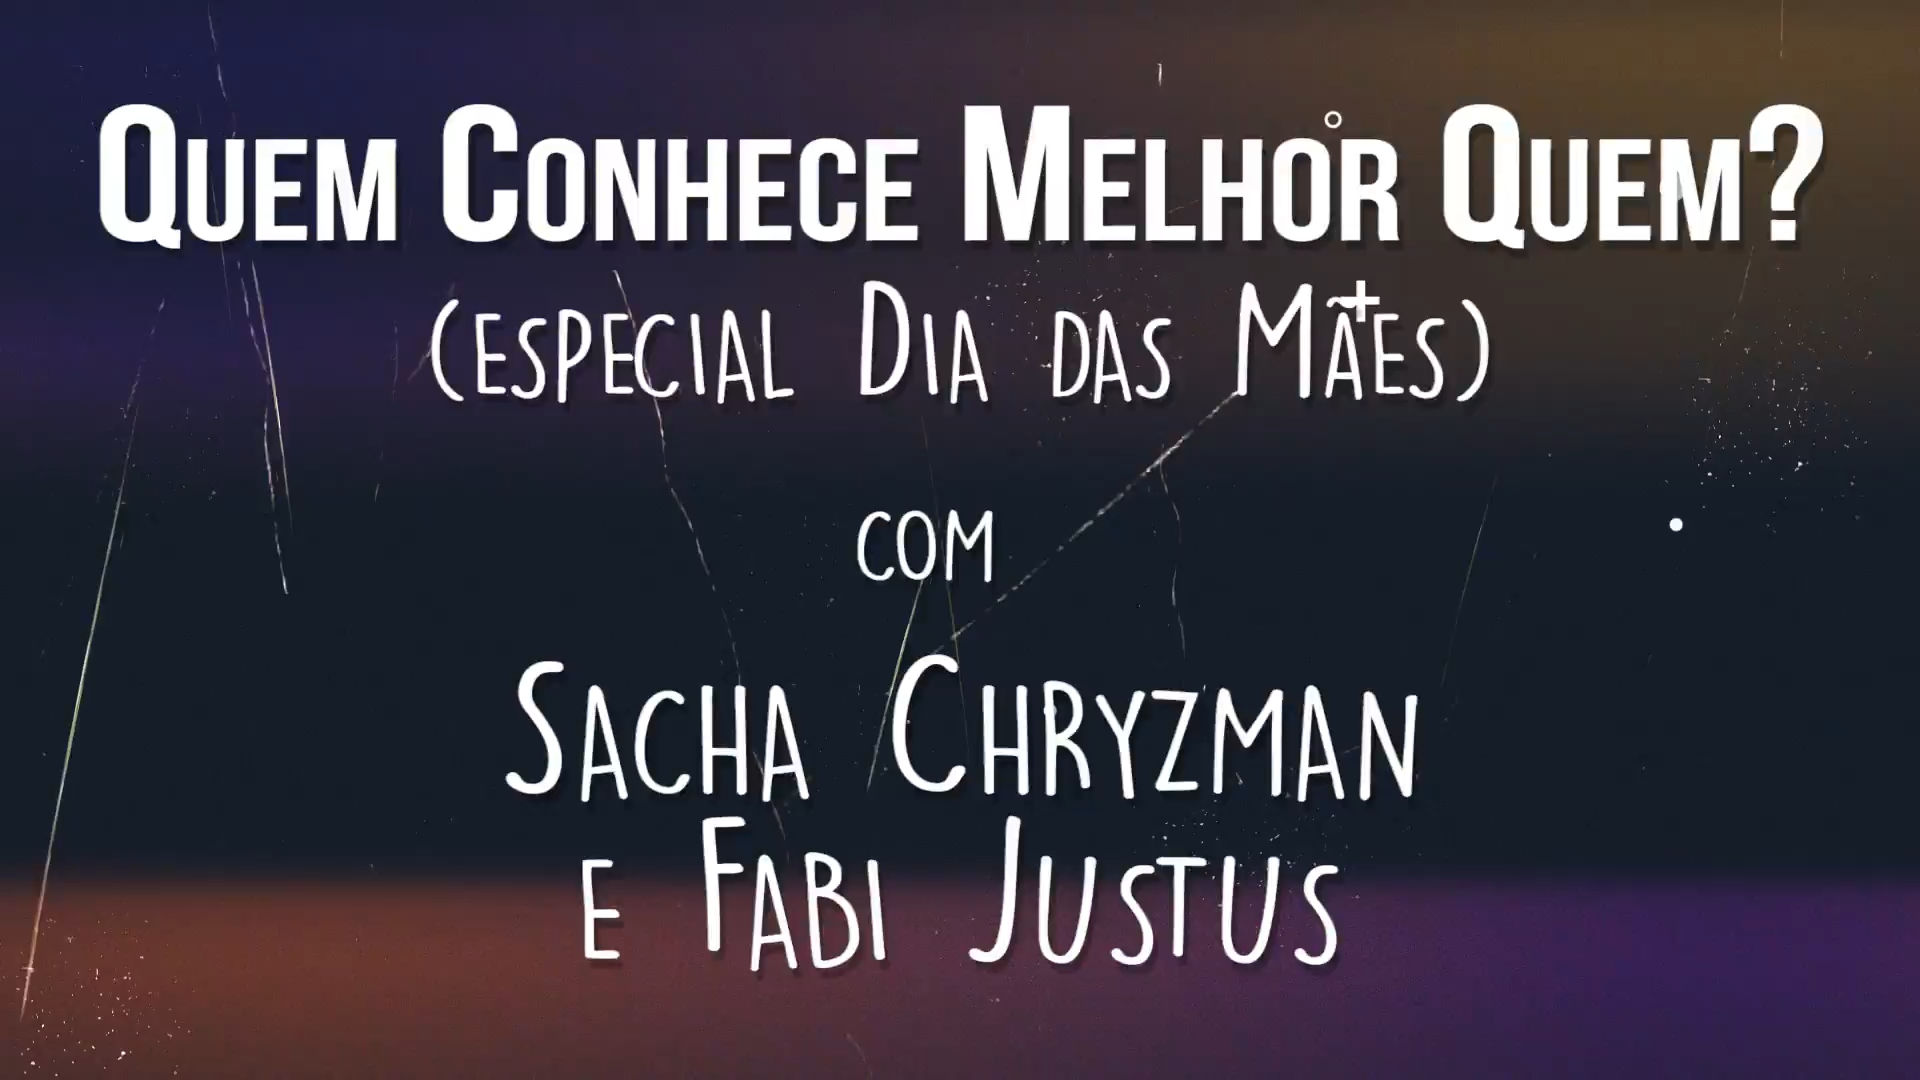 Quem Conhece Melhor Quem?
(especial Dia das Mães)
com
Sacha Chryzman
e Fabi Justus